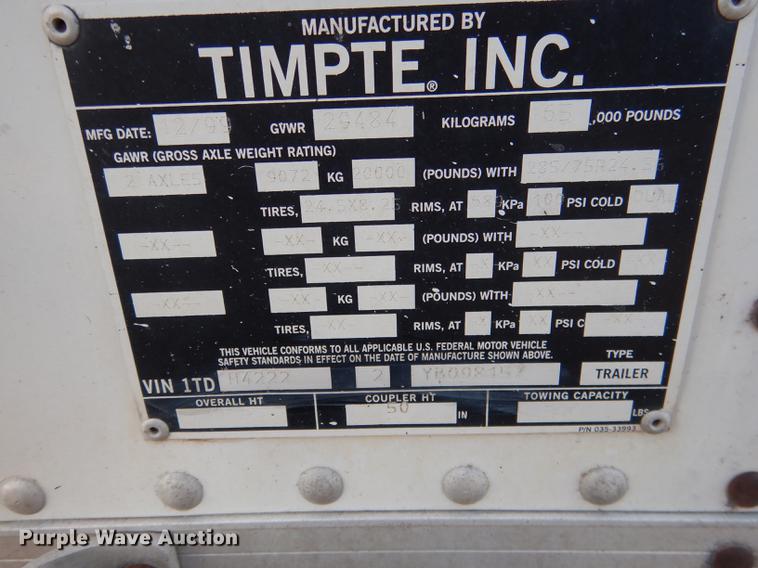 MANUFACTURED BY
TIMPTE® INC.
MFG DATE: 12/99 GVWR 29484 KILOGRAMS 65 ,000 POUNDS
GAWR (GROSS AXLE WEIGHT RATING)
2 AXLES 9072 KG 20000 (POUNDS) WITH 285/75R24.5
TIRES, 24.5X8.25 RIMS, AT 689 KPa 100 PSI COLD DUAL
-XX-- -XX- KG -XX- (POUNDS) WITH -XX--
TIRES, -XX-- RIMS, AT X KPa XX PSI COLD -XX
-XX-- -XX KG -XX- (POUNDS) WITH -XX--
TIRES, -XX-- RIMS, AT X KPa XX PSI C -XX-
THIS VEHICLE CONFORMS TO ALL APPLICABLE U.S. FEDERAL MOTOR VEHICLE
SAFETY STANDARDS IN EFFECT ON THE DATE OF MANUFACTURE SHOWN ABOVE.
TYPE
VIN 1TD H4222 2 TRAILER
OVERALL HT COUPLER HT TOWING CAPACITY
50 IN LBS
P/N 035-33993
Purple Wave Auction